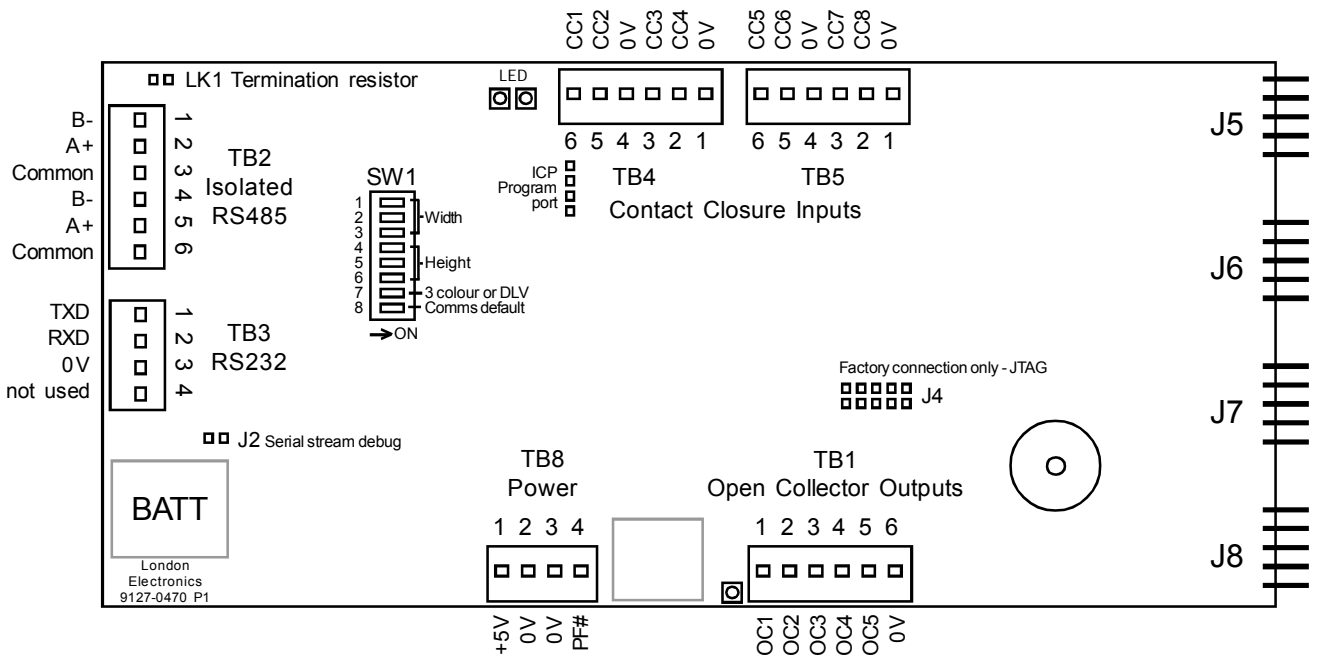 CC1 CC2 0V CC3 CC4 0V
CC5 CC6 0V CC7 CC8 0V
LK1 Termination resistor
LED
6 5 4 3 2 1
6 5 4 3 2 1
TB4
TB5
Contact Closure Inputs
ICP
Program
port
J5
J6
J7
J8
B- 1
A+ 2
Common 3
B- 4
A+ 5
Common 6
TB2
Isolated
RS485
SW1
1
2
3
4
5
6
7
8
Width
Height
3 colour or DLV
Comms default
ON
TXD 1
RXD 2
0V 3
not used 4
TB3
RS232
Factory connection only - JTAG
J4
J2 Serial stream debug
BATT
London
Electronics
9127-0470 P1
TB8
Power
1 2 3 4
+5V 0V 0V PF#
TB1
Open Collector Outputs
1 2 3 4 5 6
OC1 OC2 OC3 OC4 OC5 0V